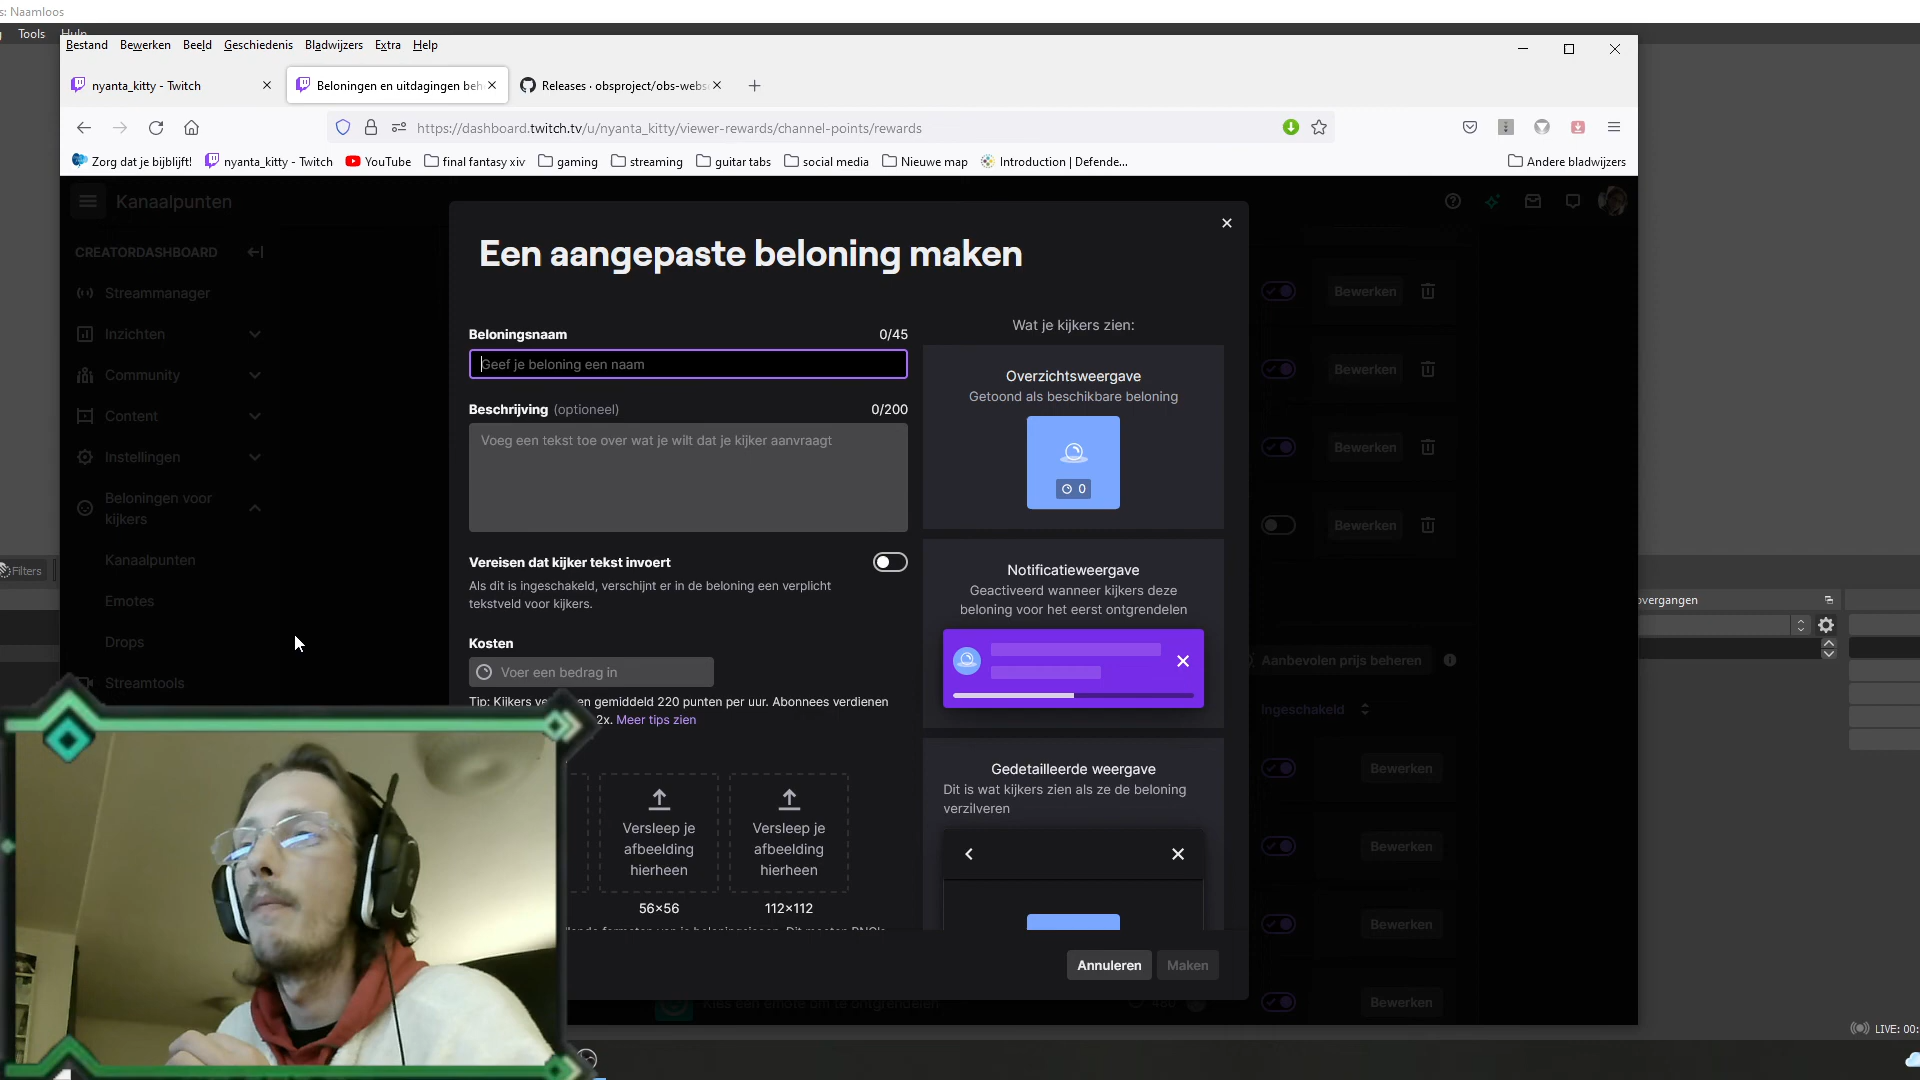 s: Naamloos
Tools
Hulp
Bestand Bewerken Beeld Geschiedenis Bladwijzers Extra Help
nyanta_kitty - Twitch
Beloningen en uitdagingen beh
Releases · obsproject/obs-webs
https://dashboard.twitch.tv/u/nyanta_kitty/viewer-rewards/channel-points/rewards
Zorg dat je bijblijft! nyanta_kitty - Twitch YouTube final fantasy xiv gaming streaming guitar tabs social media Nieuwe map Introduction | Defende... Andere bladwijzers
Kanaalpunten
CREATORDASHBOARD
Streammanager
Inzichten
Community
Content
Instellingen
Beloningen voor
kijkers
Kanaalpunten
Emotes
Drops
Streamtools
Filters
Een aangepaste beloning maken
Beloningsnaam 0/45
Geef je beloning een naam
Beschrijving (optioneel) 0/200
Voeg een tekst toe over wat je wilt dat je kijker aanvraagt
Vereisen dat kijker tekst invoert
Als dit is ingeschakeld, verschijnt er in de beloning een verplicht
tekstveld voor kijkers.
Kosten
Voer een bedrag in
Tip: Kijkers ve en gemiddeld 220 punten per uur. Abonnees verdienen
2x. Meer tips zien
Versleep je
afbeelding
hierheen
56×56
Versleep je
afbeelding
hierheen
112×112
Wat je kijkers zien:
Overzichtsweergave
Getoond als beschikbare beloning
0
Notificatieweergave
Geactiveerd wanneer kijkers deze
beloning voor het eerst ontgrendelen
Gedetailleerde weergave
Dit is wat kijkers zien als ze de beloning
verzilveren
Annuleren
Maken
Bewerken
Bewerken
Bewerken
Bewerken
Aanbevolen prijs beheren
Ingeschakeld
Bewerken
Bewerken
Bewerken
Bewerken
Kies een emote om te ontgrendelen
480
overgangen
LIVE: 00: